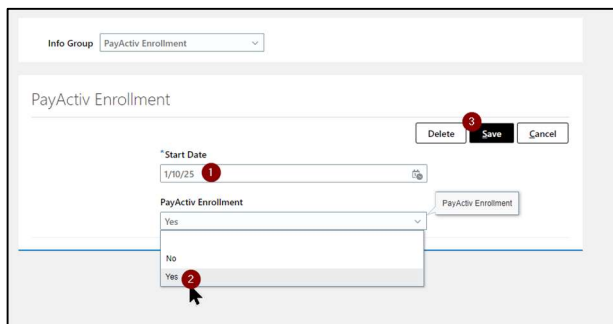 Info Group PayActiv Enrollment
PayActiv Enrollment
3
Delete Save Cancel
*Start Date
1/10/25 1
PayActiv Enrollment
Yes PayActiv Enrollment
No
Yes 2